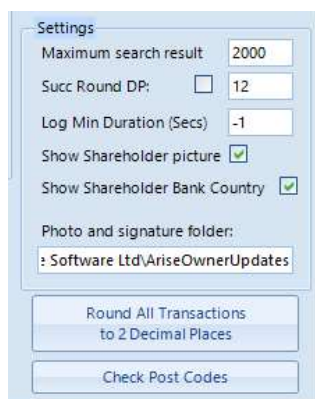 Settings
Maximum search result 2000
Succ Round DP: 12
Log Min Duration (Secs) -1
Show Shareholder picture
Show Shareholder Bank Country
Photo and signature folder:
Software Ltd\AriseOwnerUpdates
Round All Transactions
to 2 Decimal Places
Check Post Codes